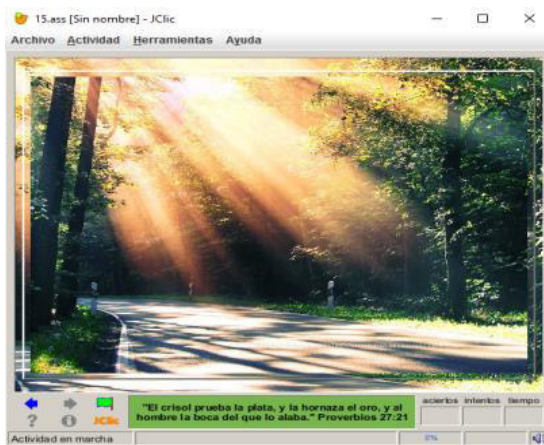 15.ass [Sin nombre] - JClic
Archivo Actividad Herramientas Ayuda
"El crisol prueba la plata, y la hornaza el oro, y al
hombre la boca del que lo alaba." Proverbios 27:21
aciertos intentos tiempo
JClic
Actividad en marcha
0%